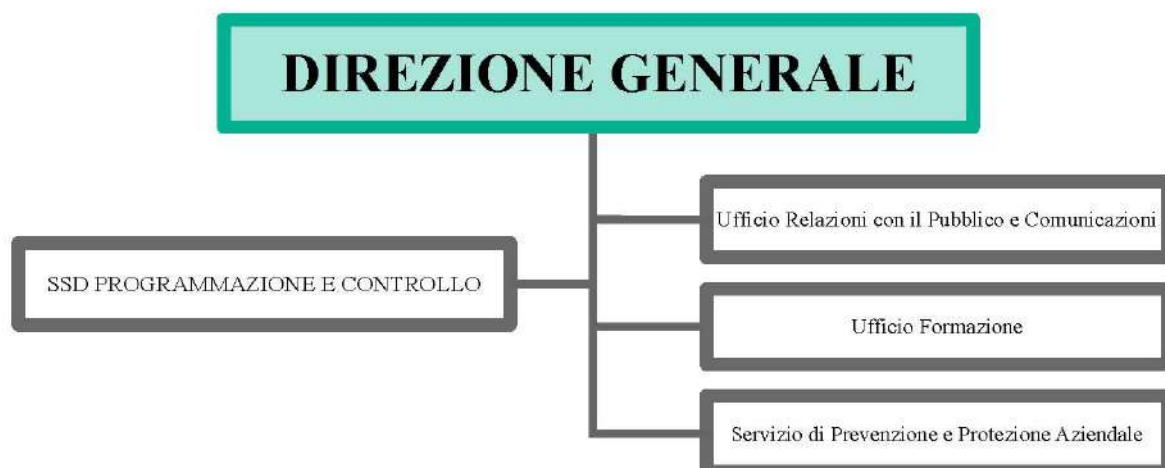 DIREZIONE GENERALE
Ufficio Relazioni con il Pubblico e Comunicazioni
SSD PROGRAMMAZIONE E CONTROLLO
Ufficio Formazione
Servizio di Prevenzione e Protezione Aziendale